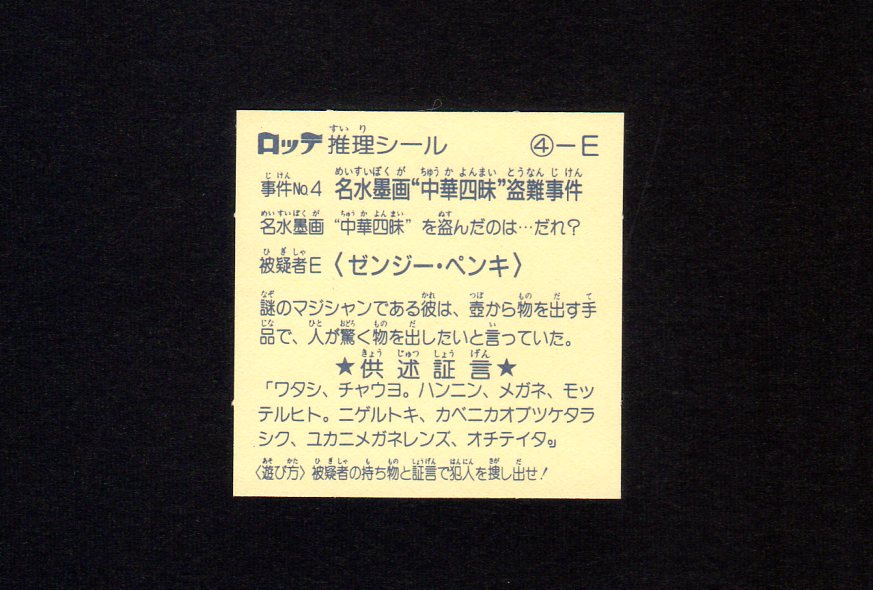 ロッテ推理シール ④ーE
事件No.4 名水墨画“中華四昧”盗難事件
名水墨画 “中華四昧” を盗んだのは…だれ？
被疑者E〈ゼンジー・ペンキ〉
謎のマジシャンである彼は、壺から物を出す手
品で、人が驚く物を出したいと言っていた。
★供述証言★
「ワタシ、チャウヨ。ハンニン、メガネ、モッ
テルヒト。ニゲルトキ、カベニカオブツケタラ
シク、ユカニメガネレンズ、オチテイタ。」
〈遊び方〉被疑者の持ち物と証言で犯人を捜し出せ！